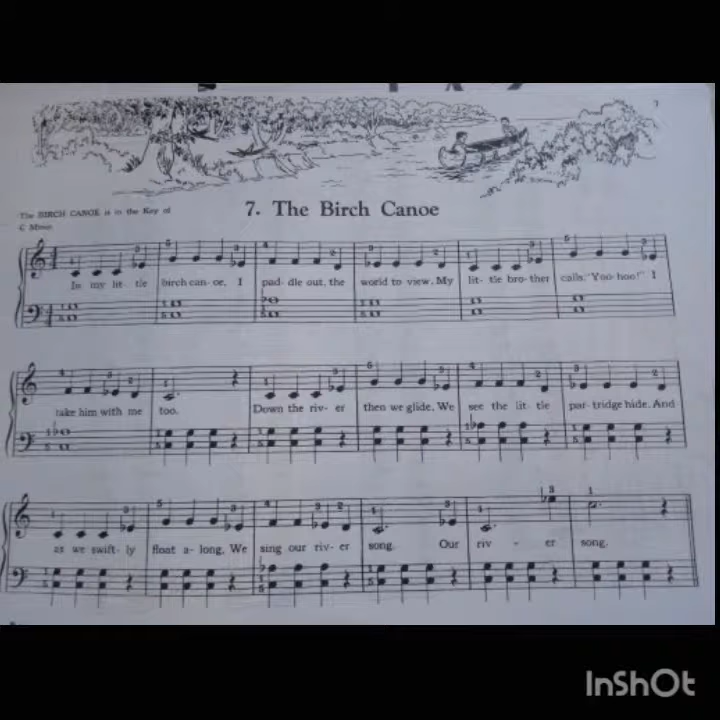 7
7. The Birch Canoe
The BIRCH CANOE is in the Key of
C Minor.
In my lit- tle birch can- oe, I pad- dle out, the world to view. My lit- tle bro- ther calls. "Yoo-hoo!" I
take him with me too. Down the riv- er then we glide. We see the lit- tle par- tridge hide. And
as we swift- ly float a- long, We sing our riv- er song. Our riv - er song.
InShOt